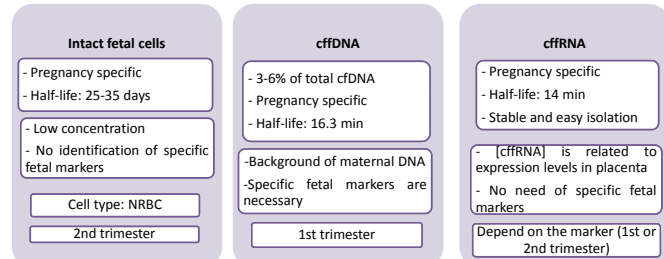 Intact fetal cells
- Pregnancy specific
- Half-life: 25-35 days
- Low concentration
- No identification of specific
fetal markers
Cell type: NRBC
2nd trimester
cffDNA
- 3-6% of total cfDNA
- Pregnancy specific
- Half-life: 16.3 min
-Background of maternal DNA
-Specific fetal markers are
necessary
1st trimester
cffRNA
- Pregnancy specific
- Half-life: 14 min
- Stable and easy isolation
- [cffRNA] is related to
expression levels in placenta
- No need of specific fetal
markers
Depend on the marker (1st or
2nd trimester)